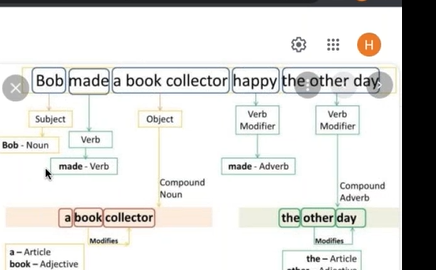 H
Bob made a book collector happy the other day.
Subject
Verb
Object
Verb Modifier
Verb Modifier
Bob - Noun
made - Verb
made - Adverb
Compound Noun
Compound Adverb
a book collector
the other day
Modifies
Modifies
a – Article
book – Adjective
the – Article